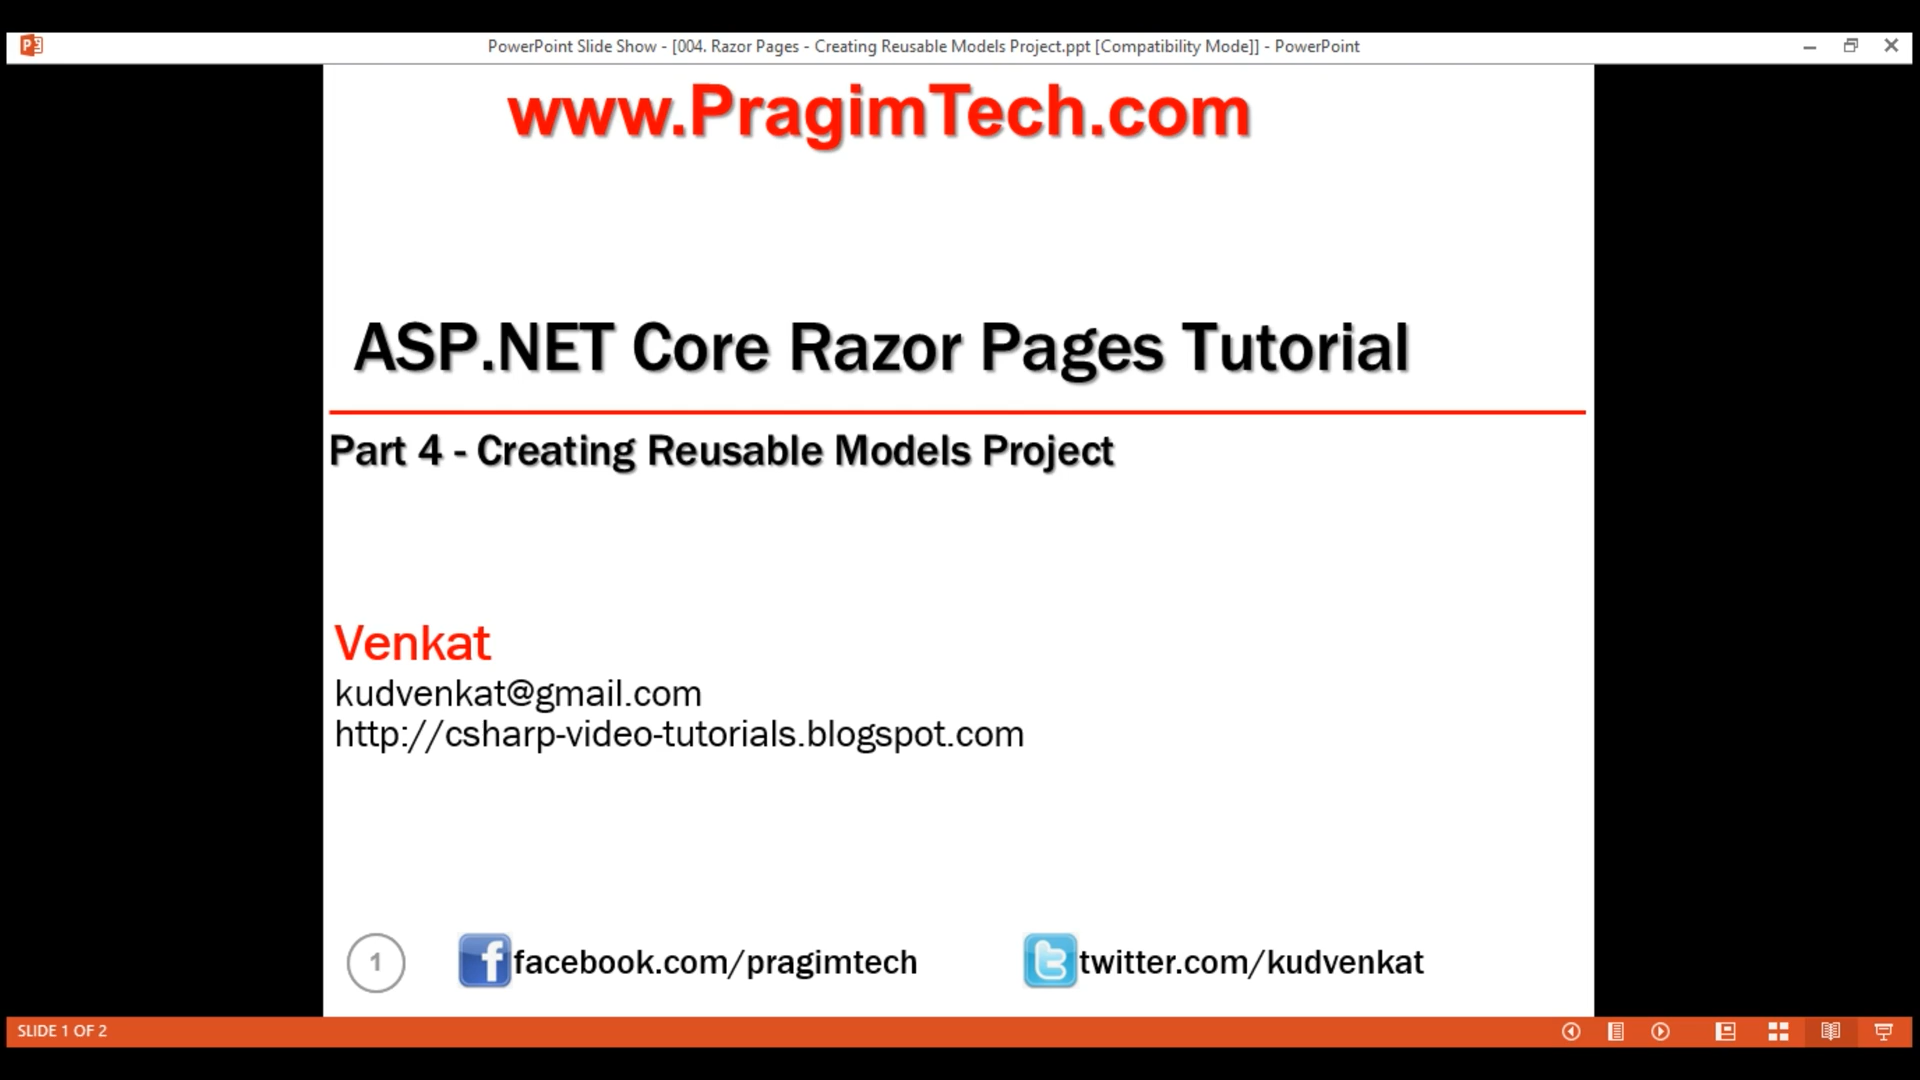 PowerPoint Slide Show - [004. Razor Pages - Creating Reusable Models Project.ppt [Compatibility Mode]] - PowerPoint
www.PragimTech.com
ASP.NET Core Razor Pages Tutorial
Part 4 - Creating Reusable Models Project
Venkat
kudvenkat@gmail.com
http://csharp-video-tutorials.blogspot.com
1
facebook.com/pragimtech
twitter.com/kudvenkat
SLIDE 1 OF 2